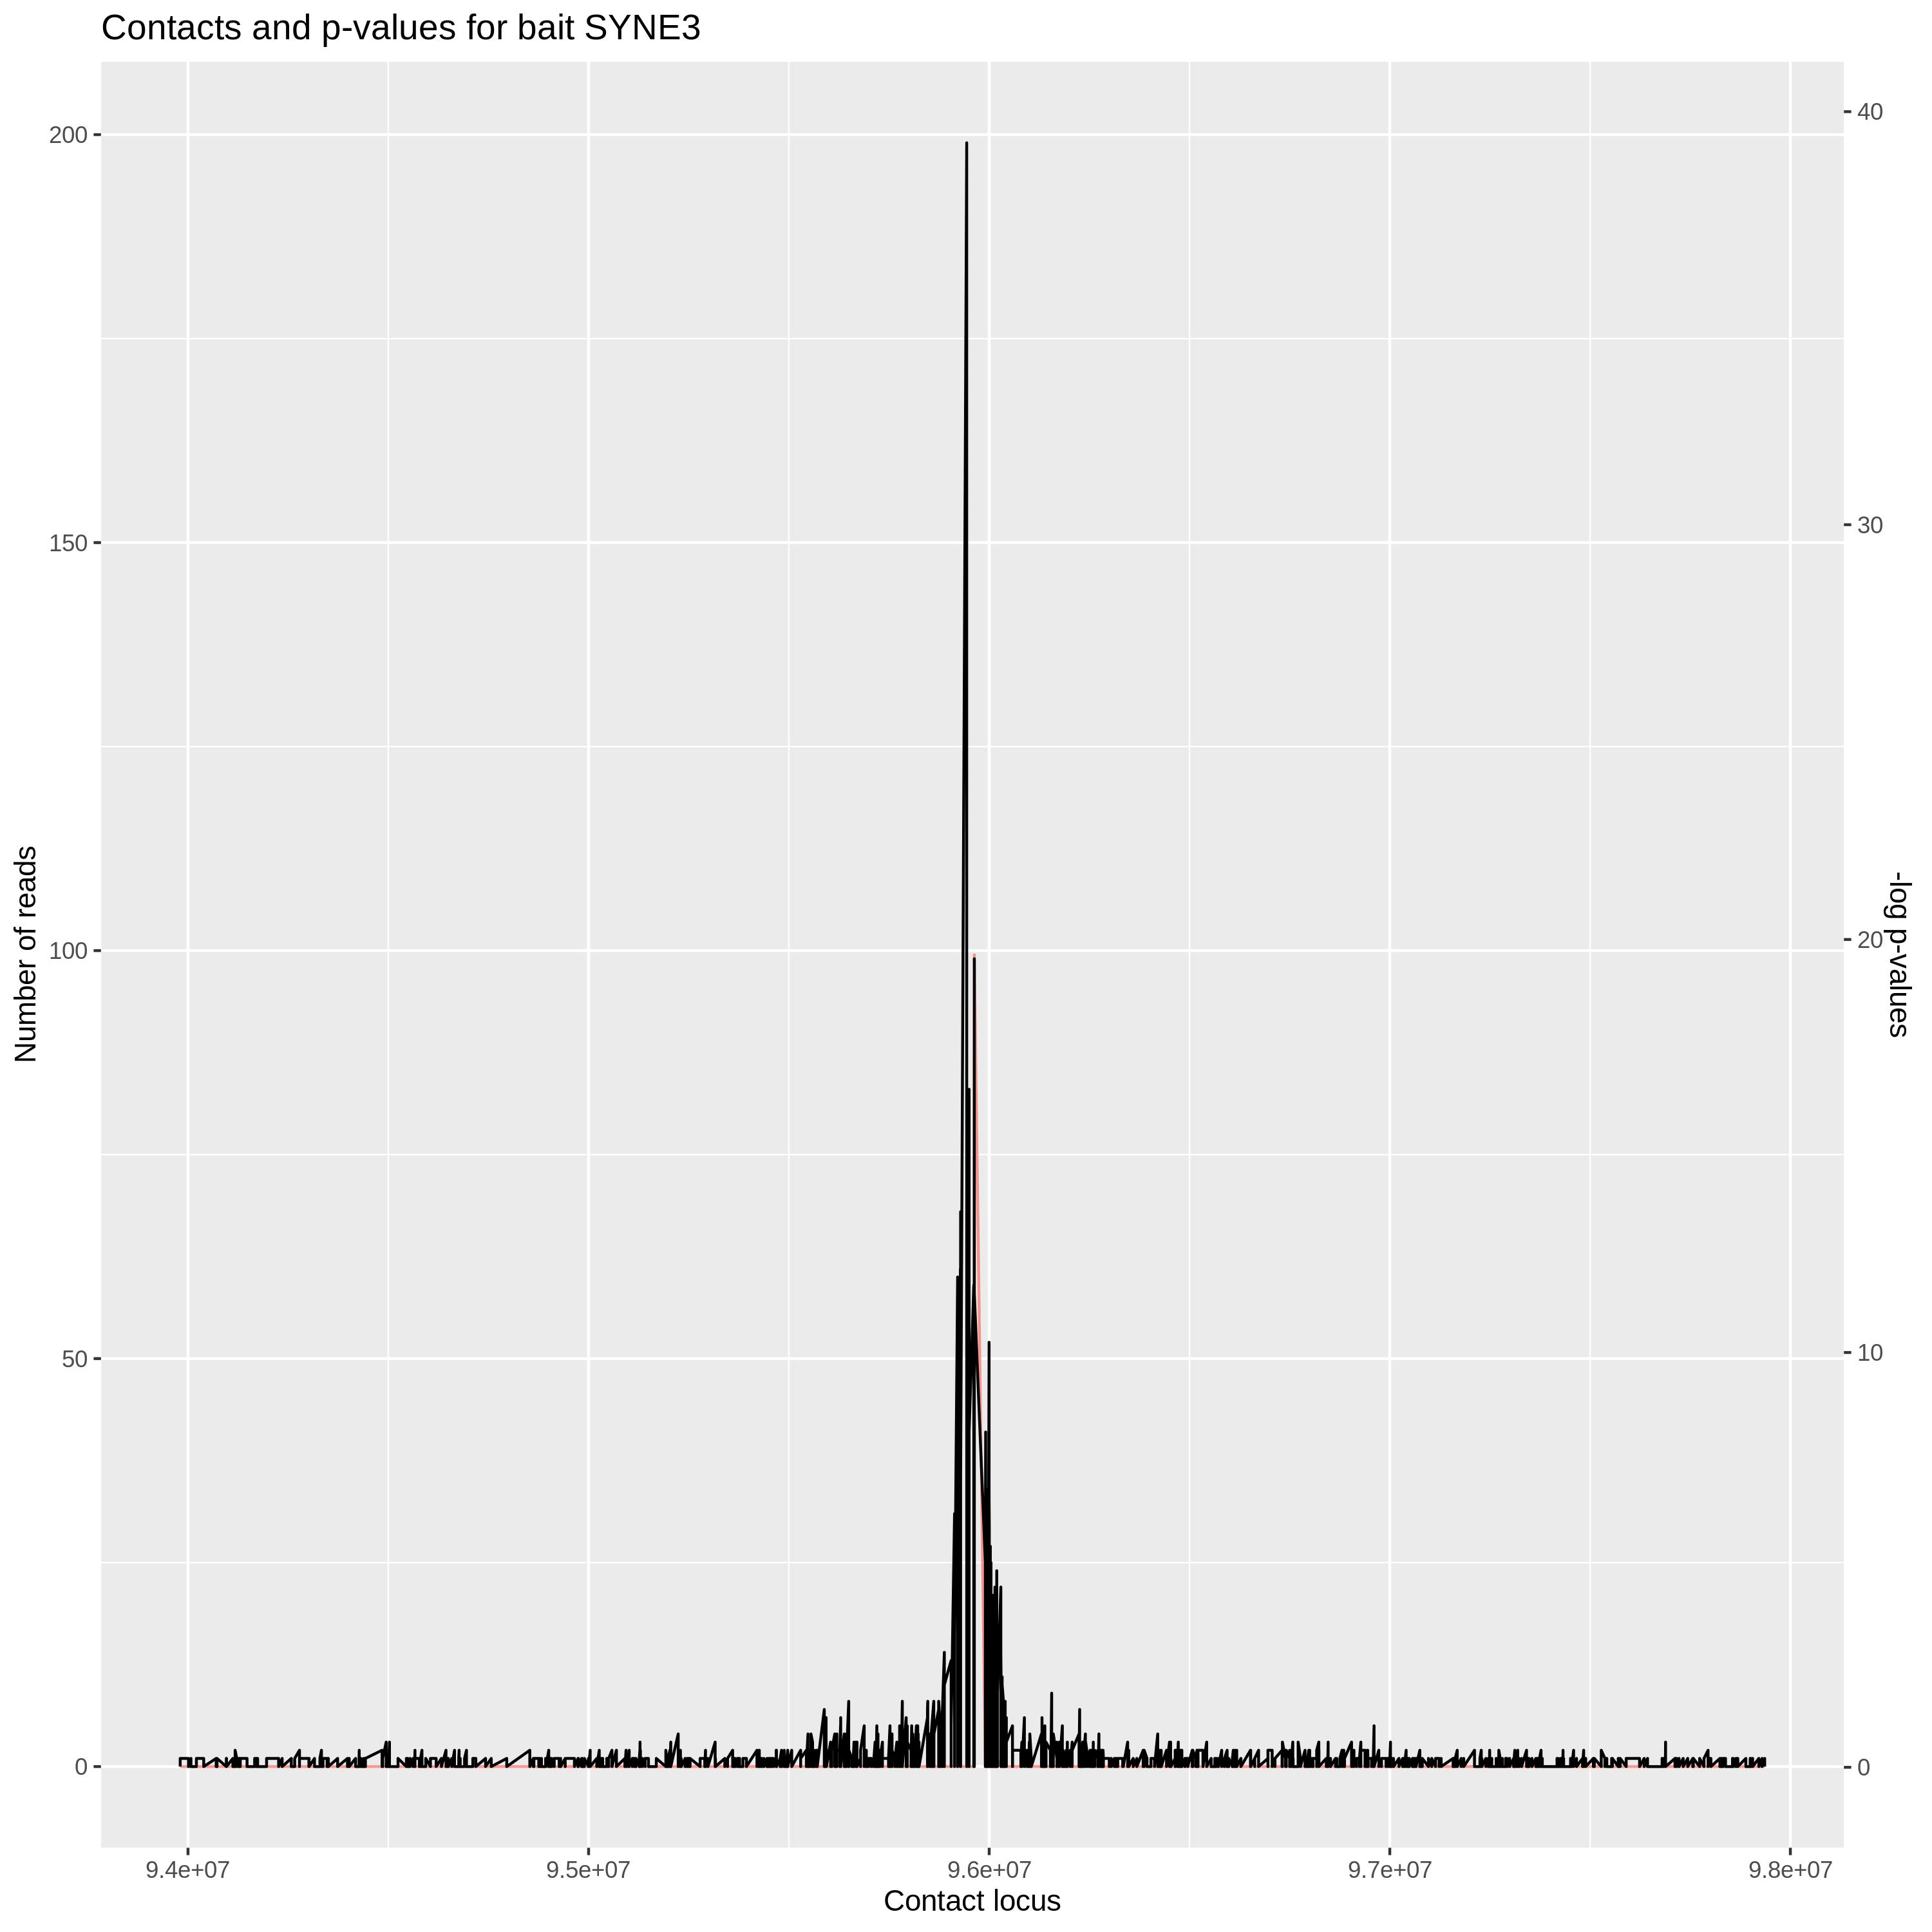 Contacts and p-values for bait SYNE3
200
150
100
50
0
Number of reads
40
30
20
10
0
-log p-values
9.4e+07
9.5e+07
9.6e+07
9.7e+07
9.8e+07
Contact locus